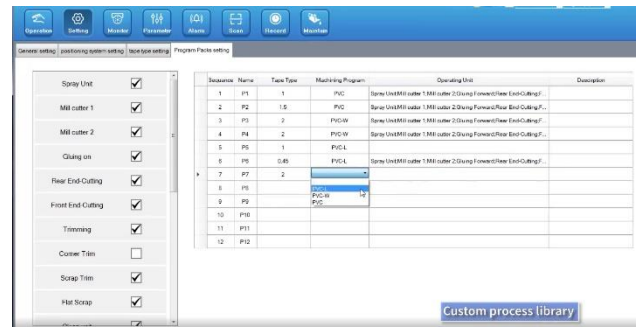 Operation Setting Monitor Parameter Alarm Scan Record Maintain
General setting positioning system setting tape type setting Program Packs setting
Spray Unit
Mill cutter 1
Mill cutter 2
Gluing on
Rear End-Cutting
Front End-Cutting
Trimming
Corner Trim
Scrap Trim
Flat Scrap
Sequence Name Tape Type Machining Program Operating Unit Description
1 P1 1 PVC Spray Unit;Mill cutter 1;Mill cutter 2;Gluing Forward;Rear End-Cutting;F...
2 P2 1.5 PVC Spray Unit;Mill cutter 1;Mill cutter 2;Gluing Forward;Rear End-Cutting;F...
3 P3 2 PVC-W Spray Unit;Mill cutter 1;Mill cutter 2;Gluing Forward;Rear End-Cutting;F...
4 P4 2 PVC-W Spray Unit;Mill cutter 1;Mill cutter 2;Gluing Forward;Rear End-Cutting;F...
5 P5 1 PVC-L
6 P6 0.45 PVC-L Spray Unit;Mill cutter 1;Mill cutter 2;Gluing Forward;Rear End-Cutting;F...
7 P7 2
8 P8 PVC-L
PVC-W
9 P9 PVC
10 P10
11 P11
12 P12
Custom process library